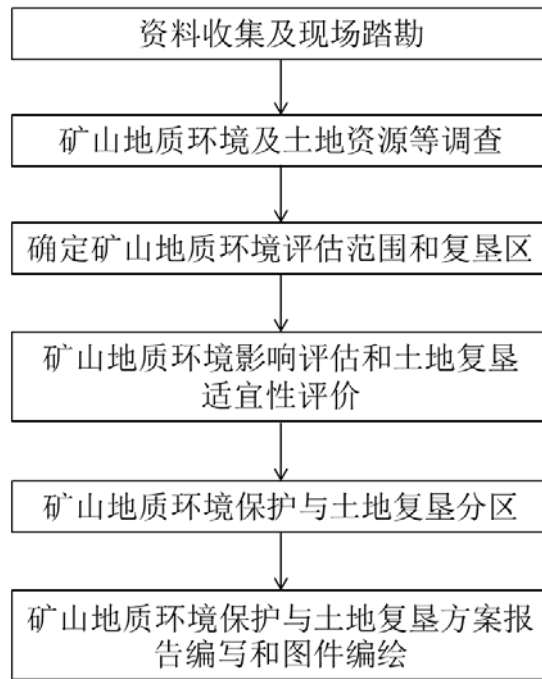 资料收集及现场踏勘
矿山地质环境及土地资源等调查
确定矿山地质环境评估范围和复垦区
矿山地质环境影响评估和土地复垦
适宜性评价
矿山地质环境保护与土地复垦分区
矿山地质环境保护与土地复垦方案报
告编写和图件编绘